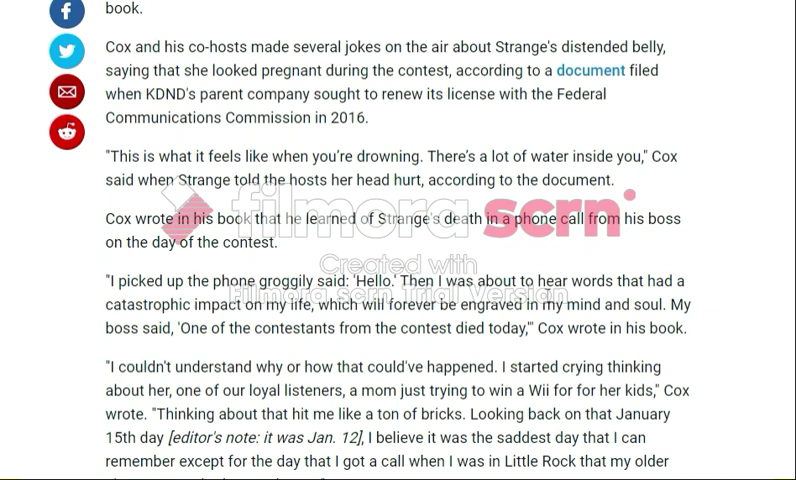 book.
Cox and his co-hosts made several jokes on the air about Strange's distended belly,
saying that she looked pregnant during the contest, according to a document filed
when KDND's parent company sought to renew its license with the Federal
Communications Commission in 2016.
"This is what it feels like when you're drowning. There's a lot of water inside you," Cox
said when Strange told the hosts her head hurt, according to the document.
Cox wrote in his book that he learned of Strange's death in a phone call from his boss
on the day of the contest.
filmora scrn
Created with
Filmora scrn Trial Version
"I picked up the phone groggily said: 'Hello.' Then I was about to hear words that had a
catastrophic impact on my life, which will forever be engraved in my mind and soul. My
boss said, 'One of the contestants from the contest died today,'" Cox wrote in his book.
"I couldn't understand why or how that could've happened. I started crying thinking
about her, one of our loyal listeners, a mom just trying to win a Wii for for her kids," Cox
wrote. "Thinking about that hit me like a ton of bricks. Looking back on that January
15th day [editor's note: it was Jan. 12], I believe it was the saddest day that I can
remember except for the day that I got a call when I was in Little Rock that my older